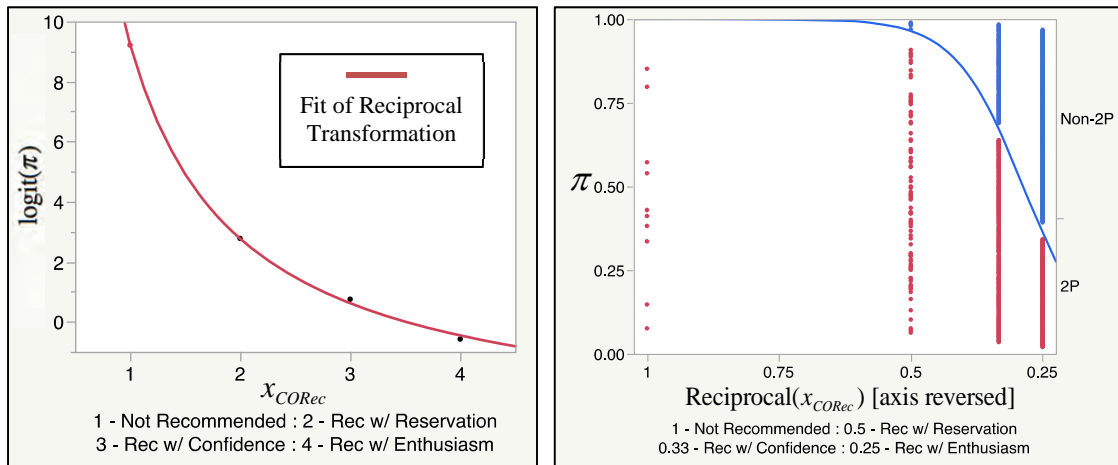 10
8
6
4
2
0
logit(π)
Fit of Reciprocal
Transformation
1 2 3 4
x_CORec
1 - Not Recommended : 2 - Rec w/ Reservation
3 - Rec w/ Confidence : 4 - Rec w/ Enthusiasm
1.00
0.75
0.50
0.25
0.00
π
Non-2P
2P
1 0.75 0.5 0.25
Reciprocal(x_CORec) [axis reversed]
1 - Not Recommended : 0.5 - Rec w/ Reservation
0.33 - Rec w/ Confidence : 0.25 - Rec w/ Enthusiasm